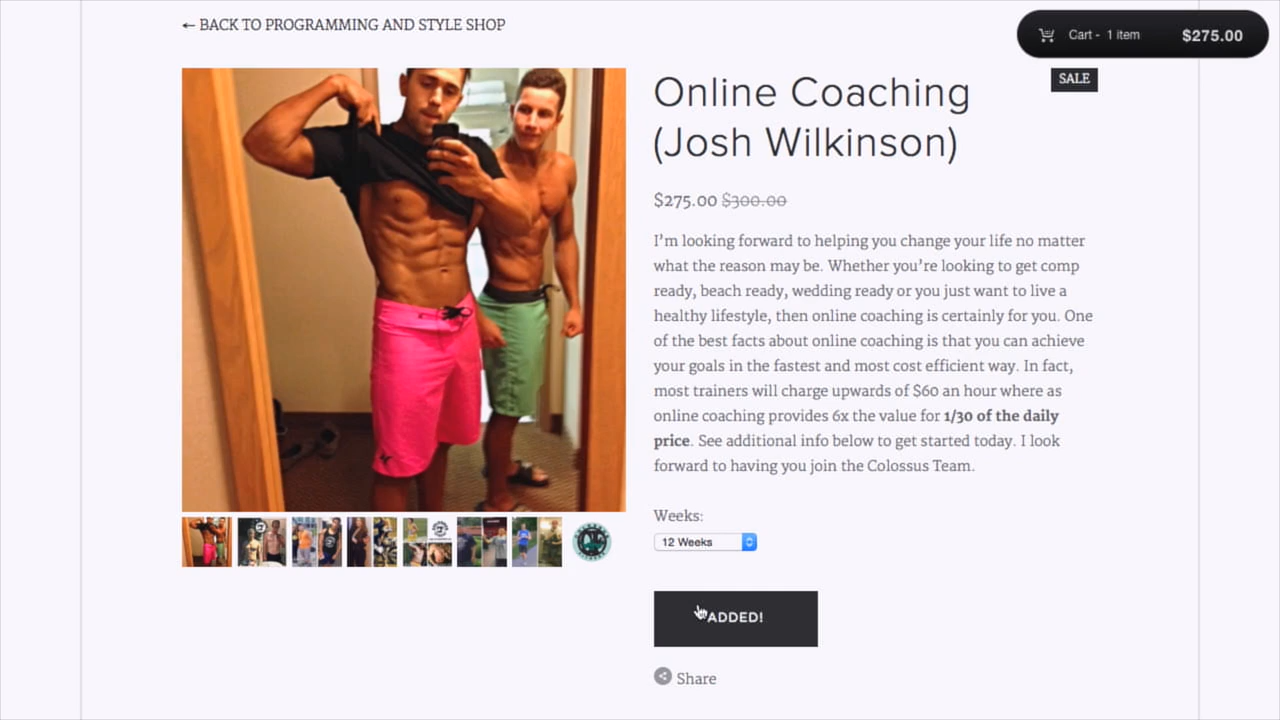 ← BACK TO PROGRAMMING AND STYLE SHOP
Cart - 1 item $275.00
SALE
Online Coaching
(Josh Wilkinson)
$275.00 $300.00
I’m looking forward to helping you change your life no matter
what the reason may be. Whether you’re looking to get comp
ready, beach ready, wedding ready or you just want to live a
healthy lifestyle, then online coaching is certainly for you. One
of the best facts about online coaching is that you can achieve
your goals in the fastest and most cost efficient way. In fact,
most trainers will charge upwards of $60 an hour where as
online coaching provides 6x the value for 1/30 of the daily
price. See additional info below to get started today. I look
forward to having you join the Colossus Team.
Weeks:
12 Weeks
ADDED!
Share